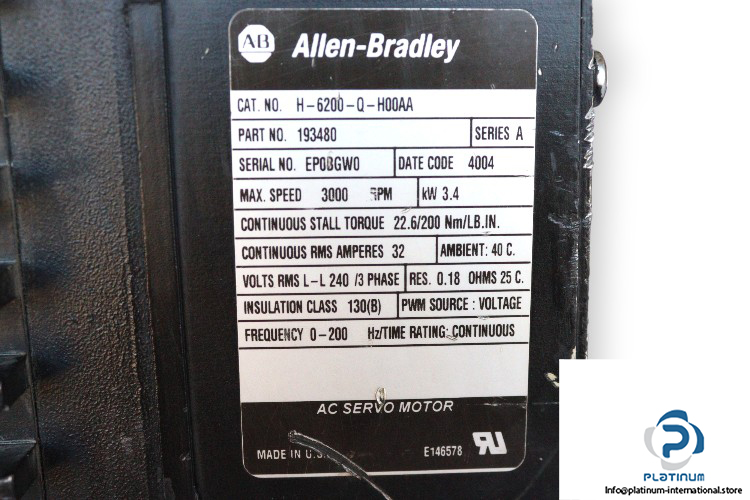 AB Allen-Bradley
CAT. NO. H-6200-Q-H00AA
PART NO. 193480 SERIES A
SERIAL NO. EP0BGW0 DATE CODE 4004
MAX. SPEED 3000 RPM kW 3.4
CONTINUOUS STALL TORQUE 22.6/200 Nm/LB.IN.
CONTINUOUS RMS AMPERES 32 AMBIENT: 40 C.
VOLTS RMS L-L 240 /3 PHASE RES. 0.18 OHMS 25 C.
INSULATION CLASS 130(B) PWM SOURCE : VOLTAGE
FREQUENCY 0-200 Hz/TIME RATING: CONTINUOUS
AC SERVO MOTOR
MADE IN U.S. E146578
PLATINUM
Info@platinum-international.store